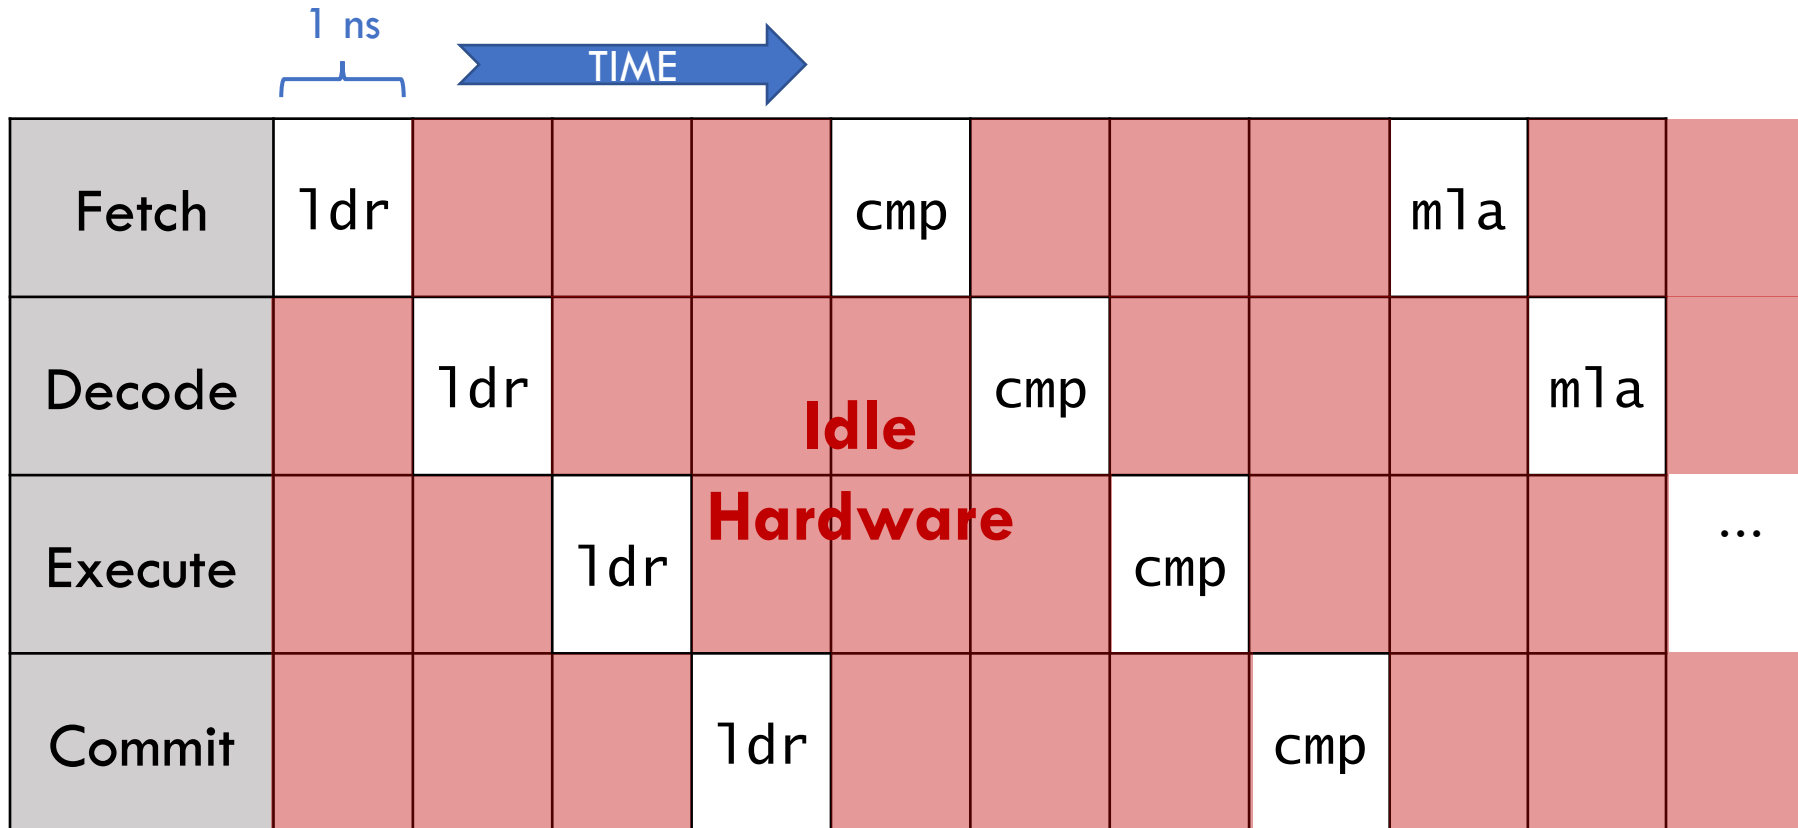 1 ns
TIME
Fetch ldr cmp mla
Decode ldr cmp mla
Idle
Hardware
Execute ldr cmp ...
Commit ldr cmp